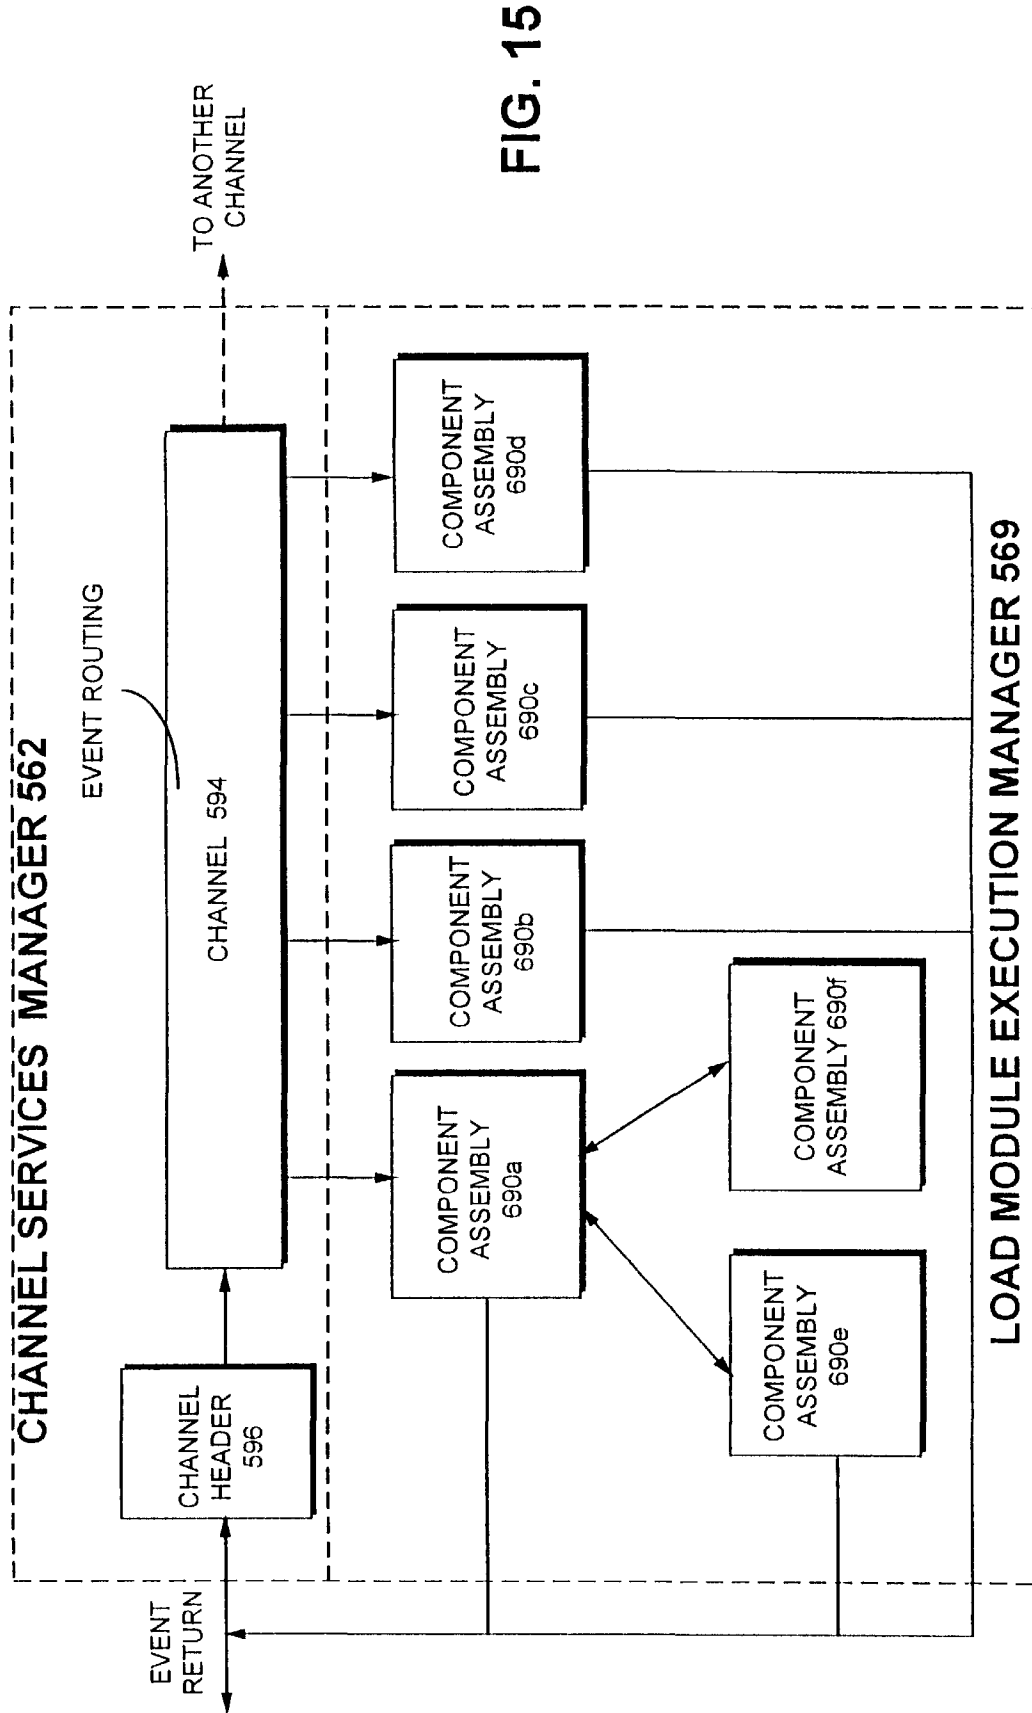 CHANNEL SERVICES MANAGER 562
EVENT ROUTING
EVENT
RETURN
CHANNEL
HEADER
596
CHANNEL 594
TO ANOTHER
CHANNEL
COMPONENT
ASSEMBLY
690a
COMPONENT
ASSEMBLY
690b
COMPONENT
ASSEMBLY
690c
COMPONENT
ASSEMBLY
690d
COMPONENT
ASSEMBLY
690e
COMPONENT
ASSEMBLY 690f
LOAD MODULE EXECUTION MANAGER 569
FIG. 15